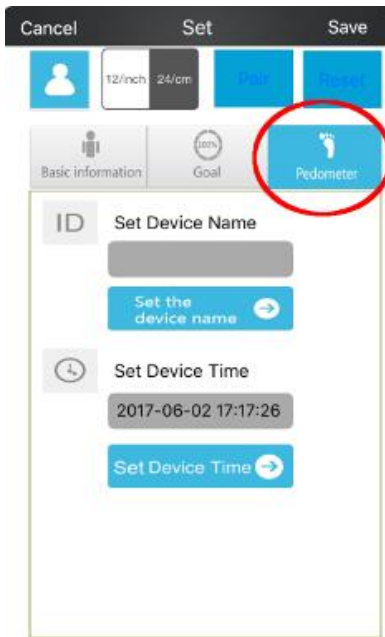 Cancel Set Save
12/inch 24/cm Pair Reset
100%
Basic information Goal Pedometer
ID Set Device Name
Set the
device name
Set Device Time
2017-06-02 17:17:26
Set Device Time